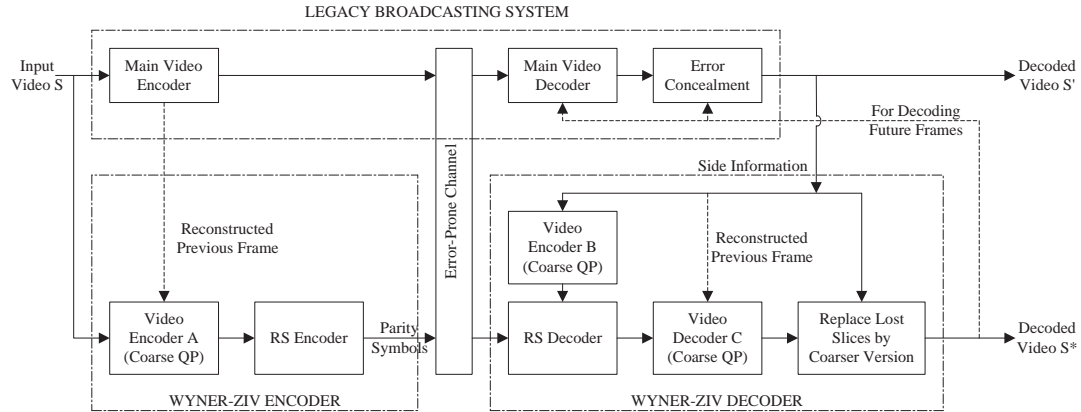 LEGACY BROADCASTING SYSTEM
Input
Video S
Main Video
Encoder
Main Video
Decoder
Error
Concealment
Decoded
Video S'
For Decoding
Future Frames
Error-Prone Channel
Side Information
Reconstructed
Previous Frame
Video
Encoder B
(Coarse QP)
Reconstructed
Previous Frame
Video
Encoder A
(Coarse QP)
RS Encoder
Parity
Symbols
RS Decoder
Video
Decoder C
(Coarse QP)
Replace Lost
Slices by
Coarser Version
Decoded
Video S*
WYNER-ZIV ENCODER
WYNER-ZIV DECODER